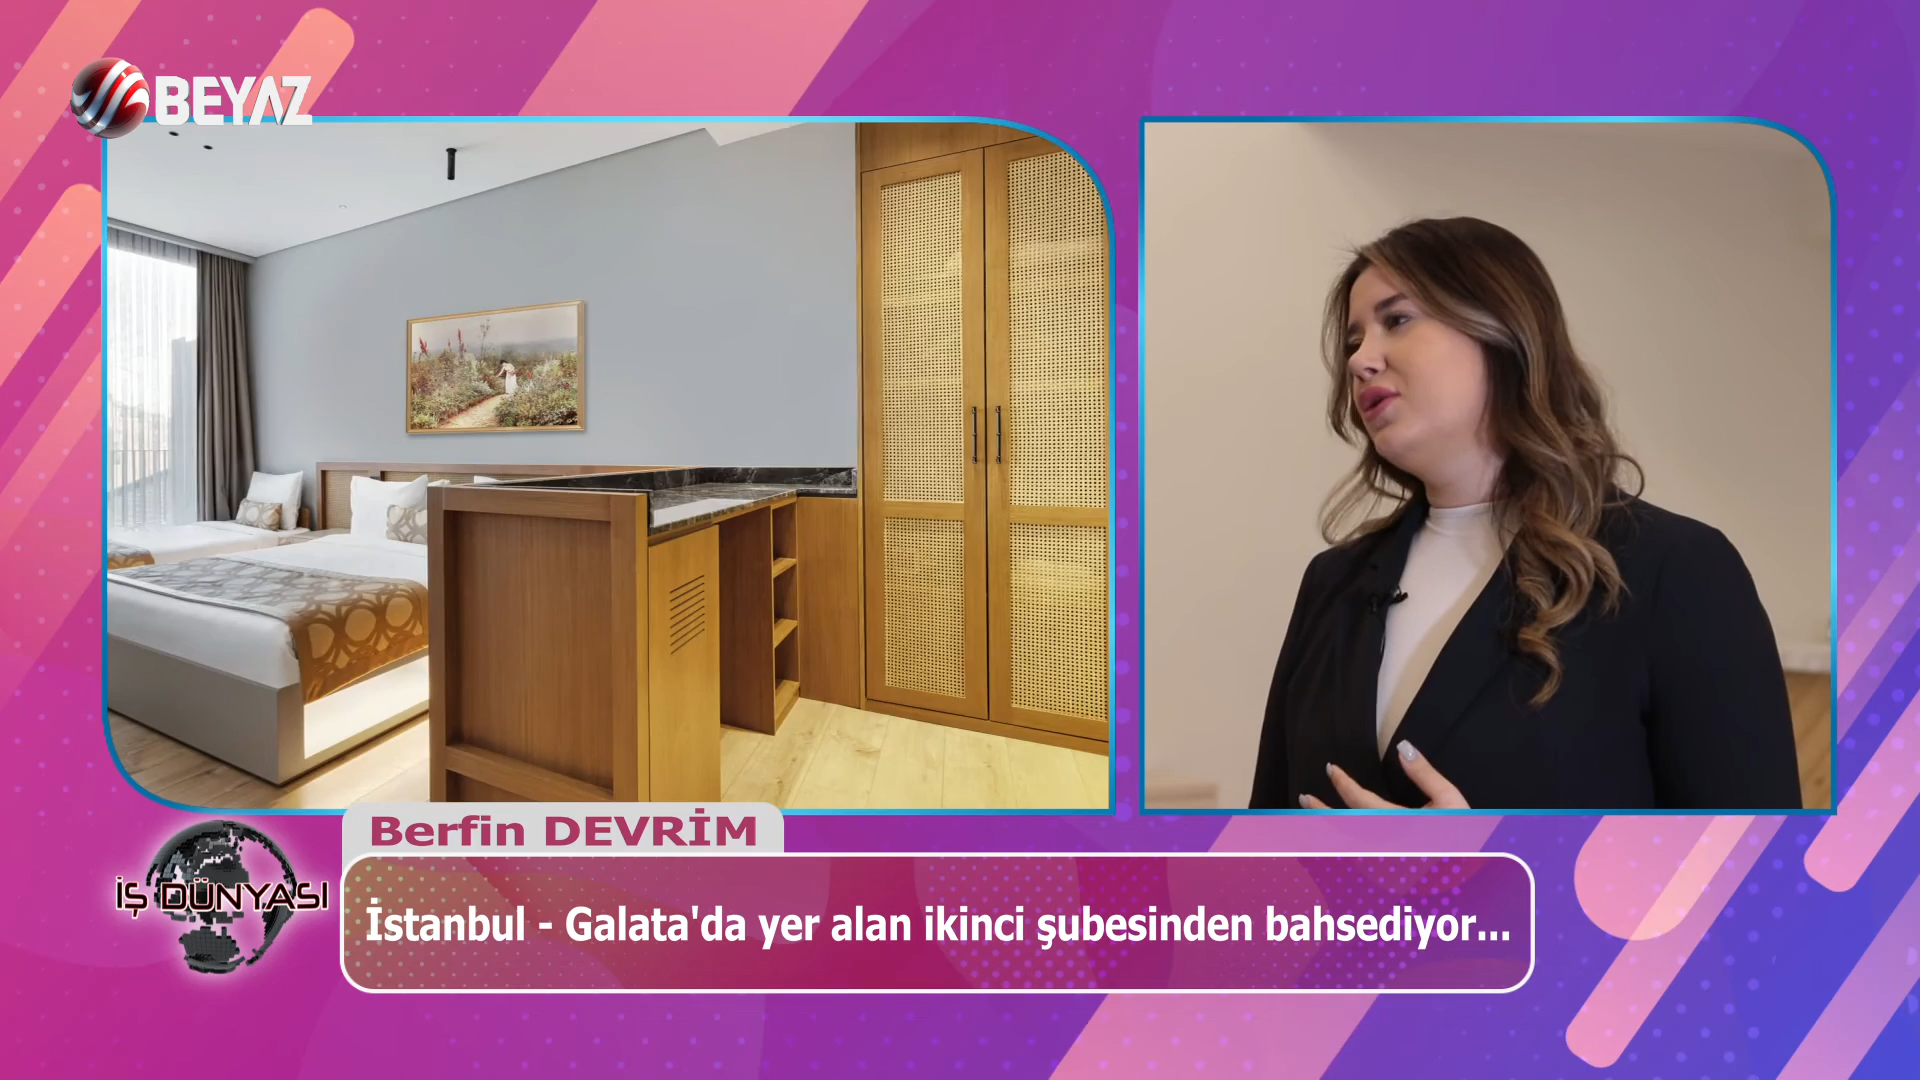 BEYAZ
Berfin DEVRİM
İŞ DÜNYASI
İstanbul - Galata'da yer alan ikinci şubesinden bahsediyor...